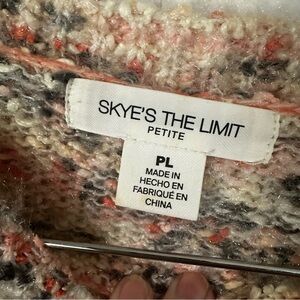 SKYE'S THE LIMIT
PETITE
PL
MADE IN
HECHO EN
FABRIQUÉ EN
CHINA